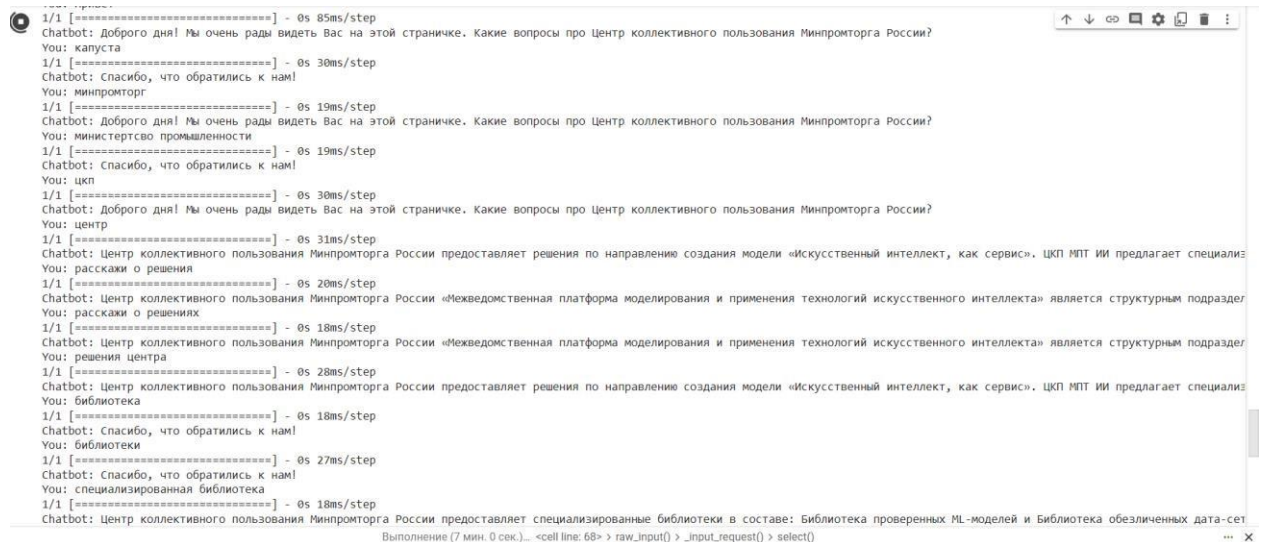 1/1 [==============================] - 0s 85ms/step
Chatbot: Доброго дня! Мы очень рады видеть Вас на этой страничке. Какие вопросы про Центр коллективного пользования Минпромторга России?
You: капуста
1/1 [==============================] - 0s 30ms/step
Chatbot: Спасибо, что обратились к нам!
You: минпромторг
1/1 [==============================] - 0s 19ms/step
Chatbot: Доброго дня! Мы очень рады видеть Вас на этой страничке. Какие вопросы про Центр коллективного пользования Минпромторга России?
You: министертсво промышленности
1/1 [==============================] - 0s 19ms/step
Chatbot: Спасибо, что обратились к нам!
You: цкп
1/1 [==============================] - 0s 30ms/step
Chatbot: Доброго дня! Мы очень рады видеть Вас на этой страничке. Какие вопросы про Центр коллективного пользования Минпромторга России?
You: центр
1/1 [==============================] - 0s 31ms/step
Chatbot: Центр коллективного пользования Минпромторга России предоставляет решения по направлению создания модели «Искусственный интеллект, как сервис». ЦКП МПТ ИИ предлагает специализ
You: расскажи о решения
1/1 [==============================] - 0s 20ms/step
Chatbot: Центр коллективного пользования Минпромторга России «Межведомственная платформа моделирования и применения технологий искусственного интеллекта» является структурным подраздел
You: расскажи о решениях
1/1 [==============================] - 0s 18ms/step
Chatbot: Центр коллективного пользования Минпромторга России «Межведомственная платформа моделирования и применения технологий искусственного интеллекта» является структурным подраздел
You: решения центра
1/1 [==============================] - 0s 28ms/step
Chatbot: Центр коллективного пользования Минпромторга России предоставляет решения по направлению создания модели «Искусственный интеллект, как сервис». ЦКП МПТ ИИ предлагает специализ
You: библиотека
1/1 [==============================] - 0s 18ms/step
Chatbot: Спасибо, что обратились к нам!
You: библиотеки
1/1 [==============================] - 0s 27ms/step
Chatbot: Спасибо, что обратились к нам!
You: специализированная библиотека
1/1 [==============================] - 0s 18ms/step
Chatbot: Центр коллективного пользования Минпромторга России предоставляет специализированные библиотеки в составе: Библиотека проверенных ML-моделей и Библиотека обезличенных дата-сет
Выполнение (7 мин. 0 сек.)... <cell line: 68> > raw_input() > _input_request() > select()